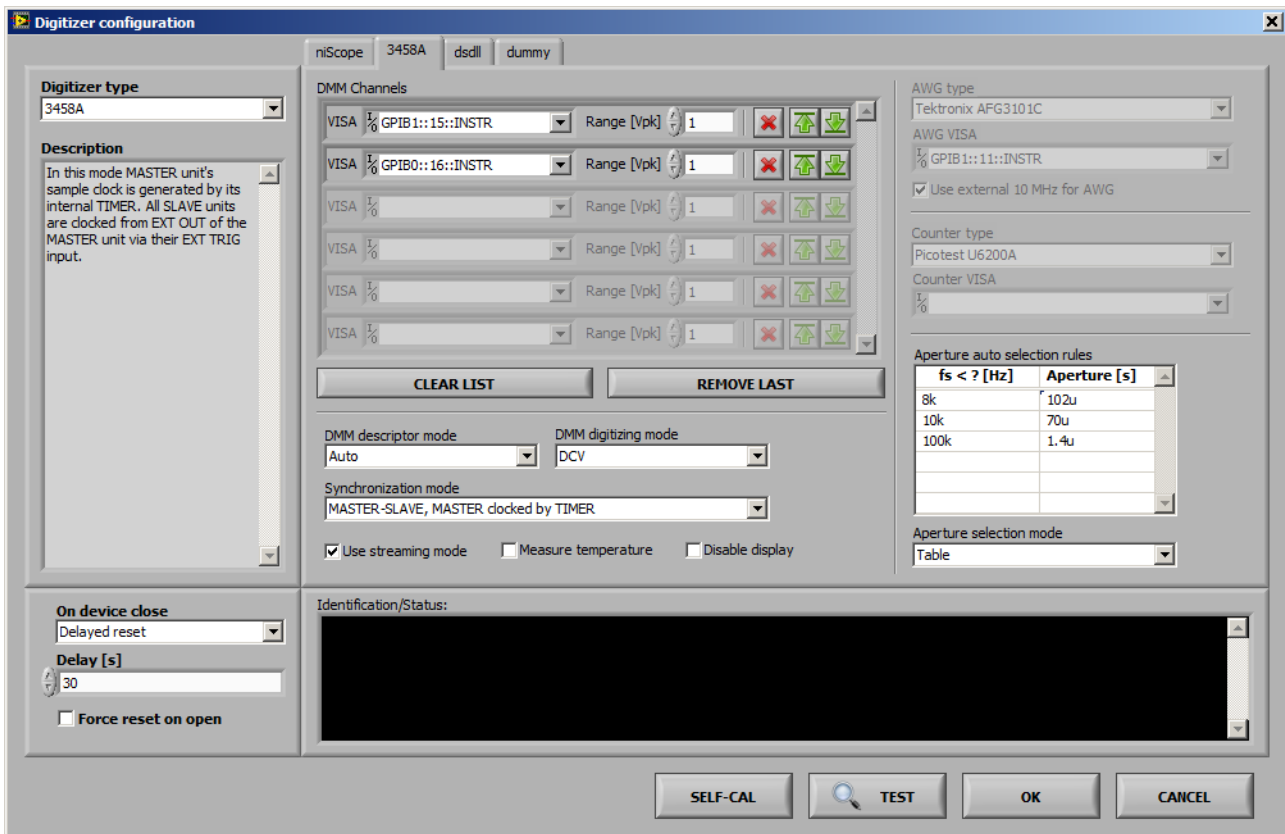 Digitizer configuration
niScope 3458A dsdll dummy
Digitizer type
3458A
Description
In this mode MASTER unit's
sample clock is generated by its
internal TIMER. All SLAVE units
are clocked from EXT OUT of the
MASTER unit via their EXT TRIG
input.
On device close
Delayed reset
Delay [s]
30
Force reset on open
DMM Channels
VISA I/0 GPIB1::15::INSTR Range [Vpk] 1
VISA I/0 GPIB0::16::INSTR Range [Vpk] 1
VISA I/0 Range [Vpk] 1
VISA I/0 Range [Vpk] 1
VISA I/0 Range [Vpk] 1
VISA I/0 Range [Vpk] 1
CLEAR LIST REMOVE LAST
DMM descriptor mode DMM digitizing mode
Auto DCV
Synchronization mode
MASTER-SLAVE, MASTER clocked by TIMER
Use streaming mode Measure temperature Disable display
AWG type
Tektronix AFG3101C
AWG VISA
I/0 GPIB1::11::INSTR
Use external 10 MHz for AWG
Counter type
Picotest U6200A
Counter VISA
I/0
Aperture auto selection rules
fs < ? [Hz] Aperture [s]
8k 102u
10k 70u
100k 1.4u
Aperture selection mode
Table
Identification/Status:
SELF-CAL TEST OK CANCEL